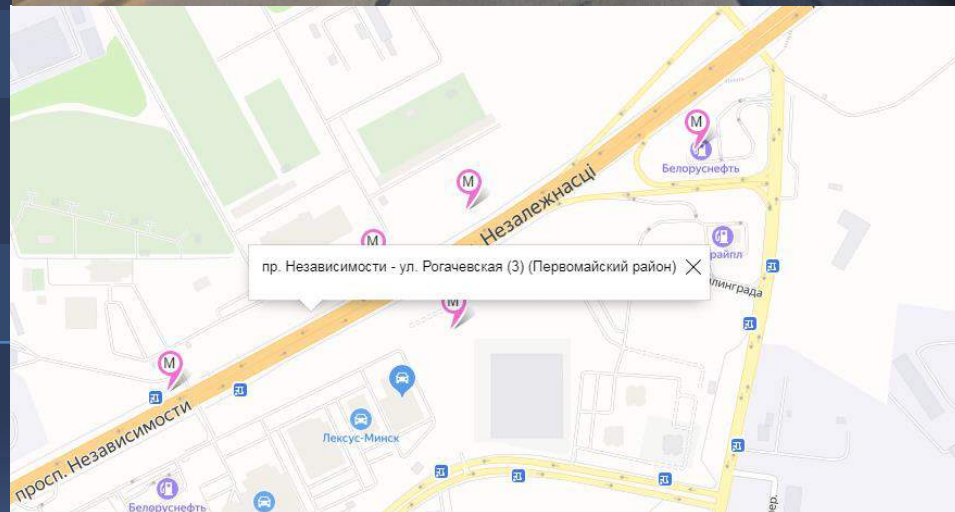 М
Белоруснефть
М
Незалежнасці
М
пр. Независимости - ул. Рогачевская (3) (Первомайский район)
М
М
просп. Независимости
Лексус-Минск
Белоруснефть